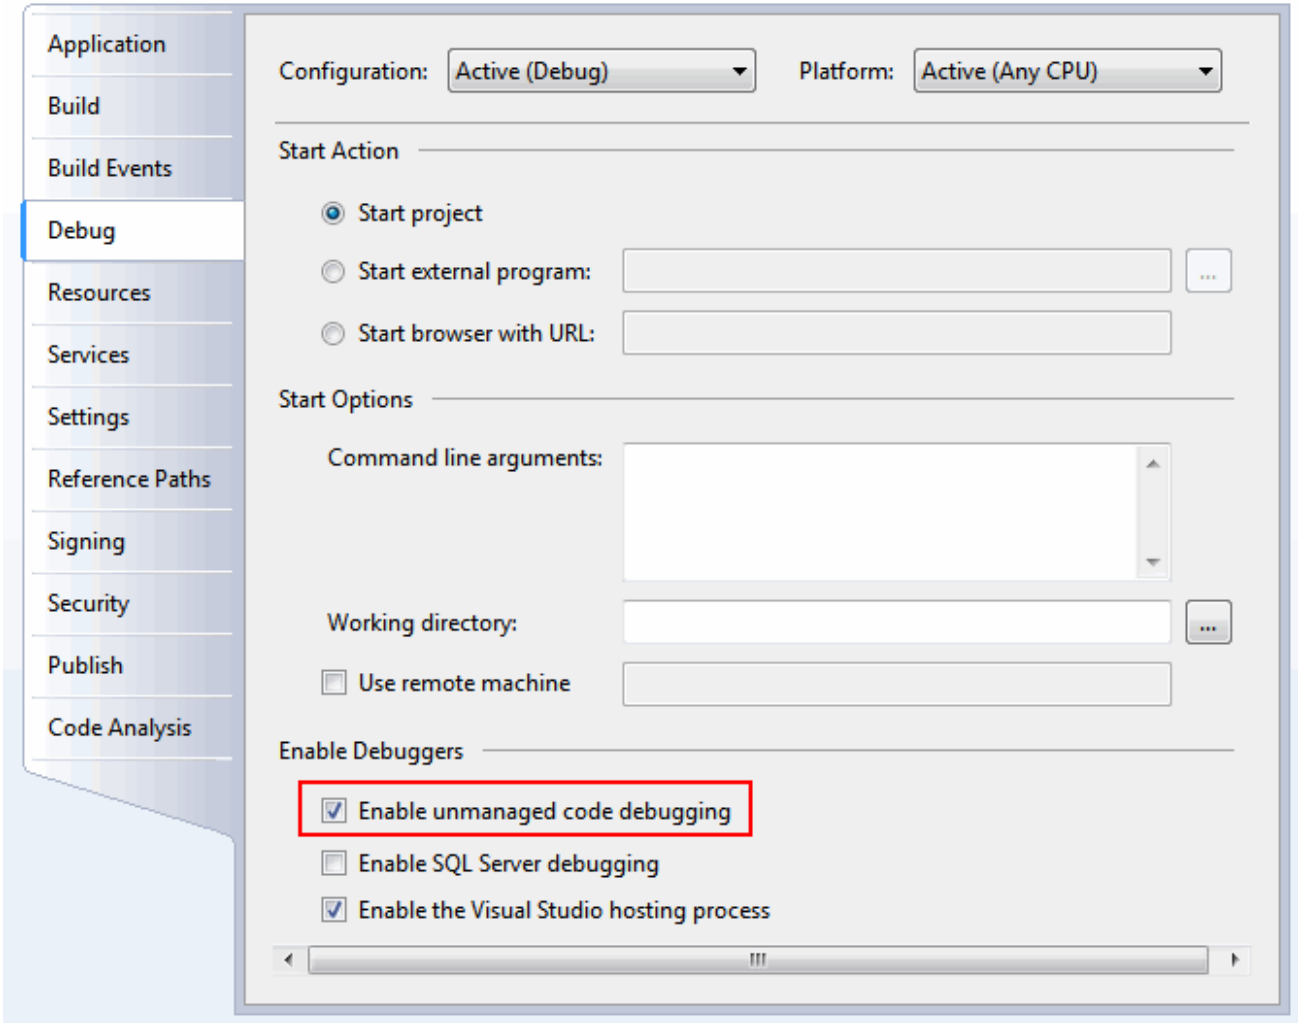 Application
Build
Build Events
Debug
Resources
Services
Settings
Reference Paths
Signing
Security
Publish
Code Analysis
Configuration: Active (Debug) Platform: Active (Any CPU)
Start Action
Start project
Start external program: ...
Start browser with URL:
Start Options
Command line arguments:
Working directory: ...
Use remote machine
Enable Debuggers
Enable unmanaged code debugging
Enable SQL Server debugging
Enable the Visual Studio hosting process